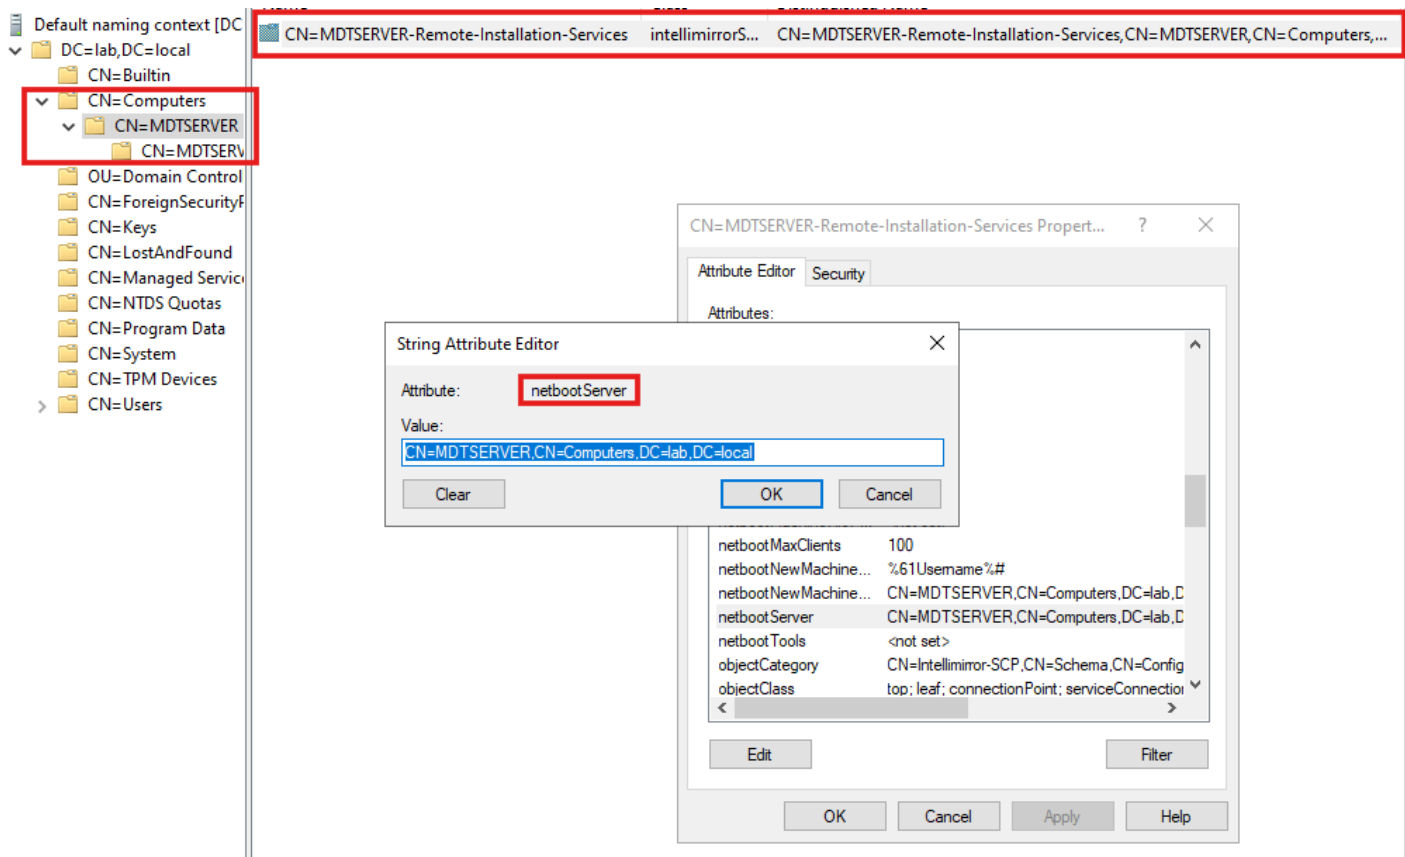 Default naming context [DC
DC=lab,DC=local
CN=Builtin
CN=Computers
CN=MDTSERVER
CN=MDTSERV
OU=Domain Control
CN=ForeignSecurityP
CN=Keys
CN=LostAndFound
CN=Managed Servic
CN=NTDS Quotas
CN=Program Data
CN=System
CN=TPM Devices
CN=Users
CN=MDTSERVER-Remote-Installation-Services intellimirrorS... CN=MDTSERVER-Remote-Installation-Services,CN=MDTSERVER,CN=Computers,...
CN=MDTSERVER-Remote-Installation-Services Propert... ?
Attribute Editor Security
Attributes:
String Attribute Editor
Attribute: netbootServer
Value:
CN=MDTSERVER,CN=Computers,DC=lab,DC=local
Clear OK Cancel
netbootMaxClients 100
netbootNewMachine... %61Username%#
netbootNewMachine... CN=MDTSERVER,CN=Computers,DC=lab,D
netbootServer CN=MDTSERVER,CN=Computers,DC=lab,D
netbootTools <not set>
objectCategory CN=Intellimirror-SCP,CN=Schema,CN=Config
objectClass top; leaf; connectionPoint; serviceConnection
Edit Filter
OK Cancel Apply Help